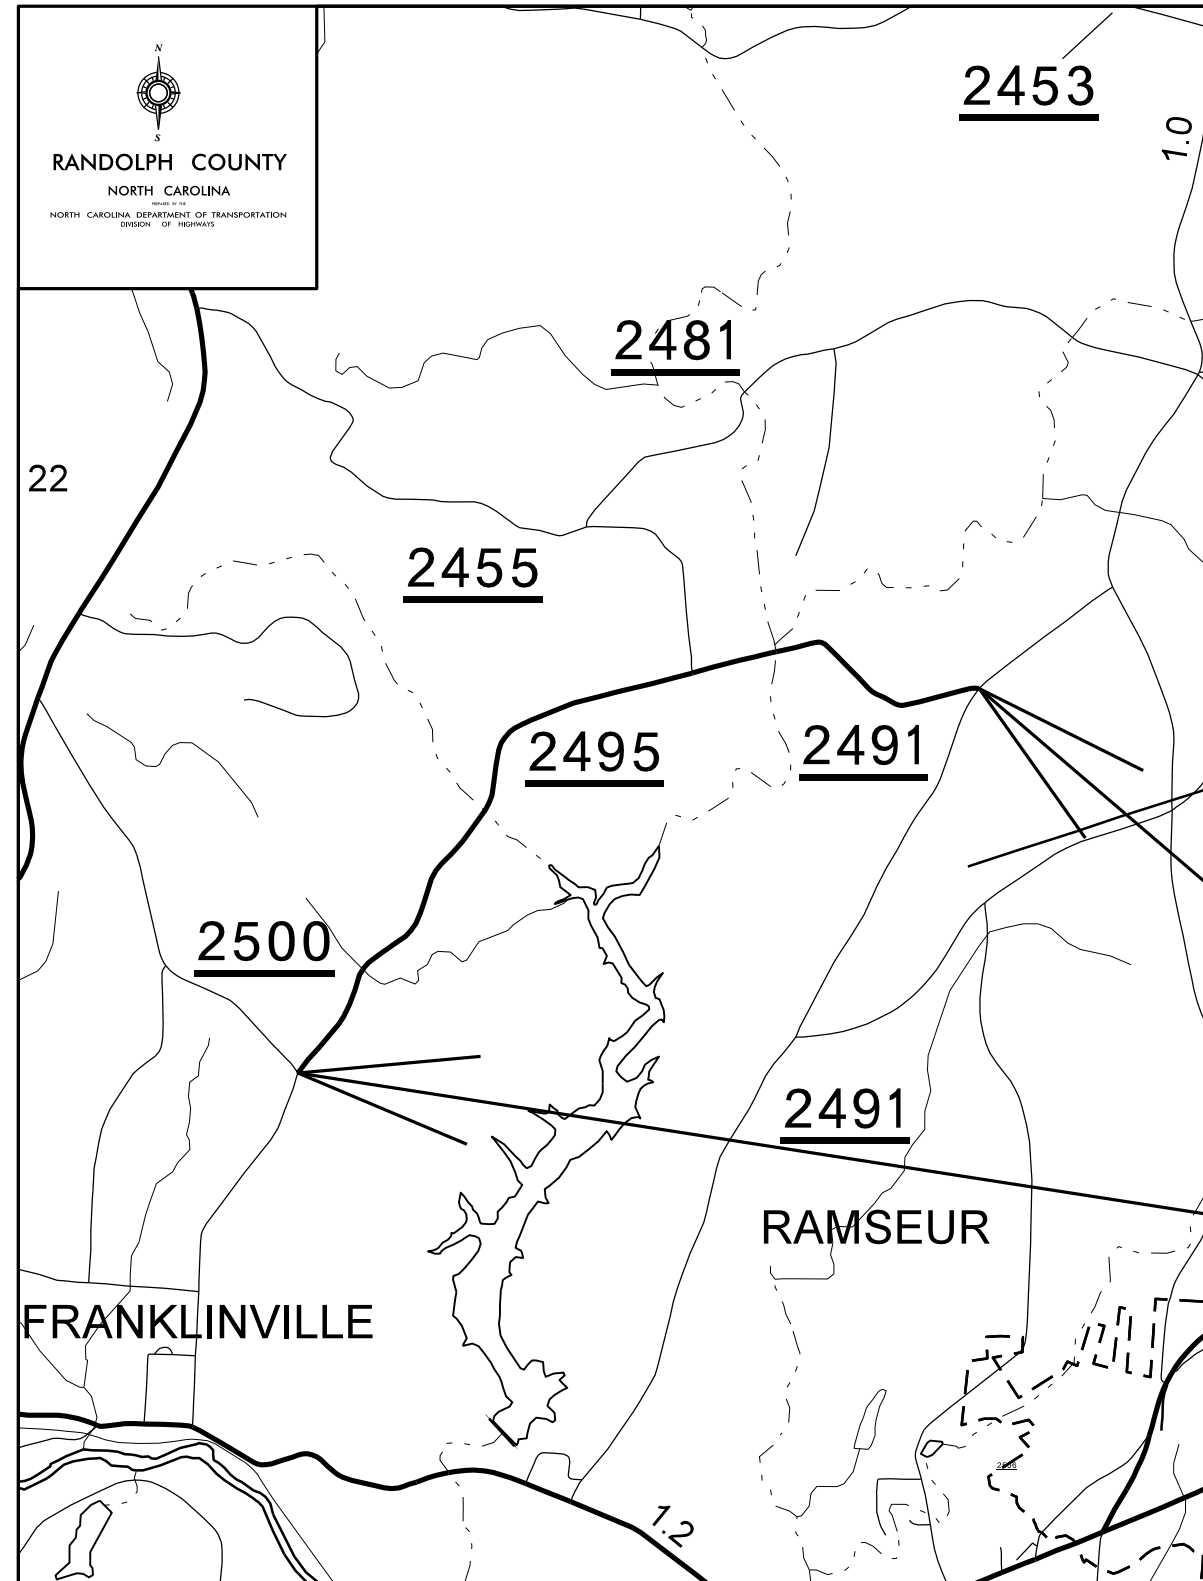 N
S
RANDOLPH COUNTY
NORTH CAROLINA
PREPARED BY THE
NORTH CAROLINA DEPARTMENT OF TRANSPORTATION
DIVISION OF HIGHWAYS
2453
1.0
2481
22
2455
2495
2491
2500
2491
RAMSEUR
FRANKLINVILLE
1.2